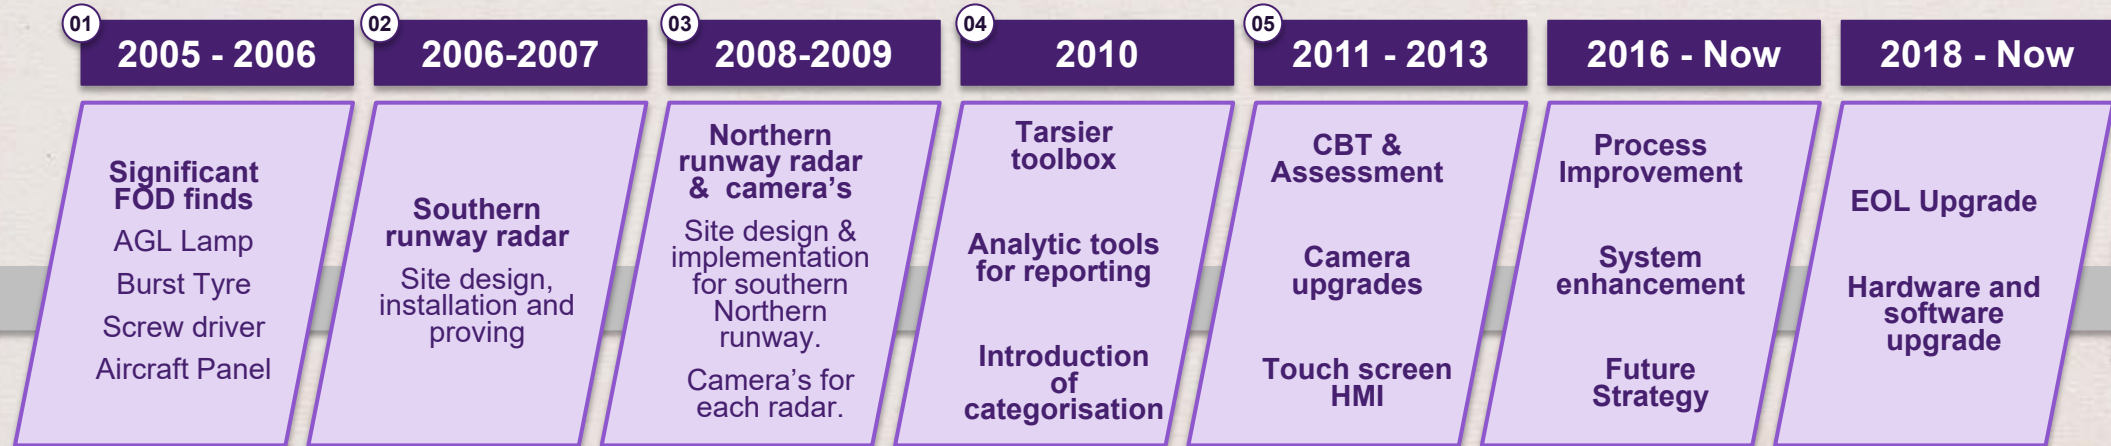 01
2005 - 2006
Significant
FOD finds
AGL Lamp
Burst Tyre
Screw driver
Aircraft Panel
02
2006-2007
Southern
runway radar
Site design,
installation and
proving
03
2008-2009
Northern
runway radar
& camera's
Site design &
implementation
for southern
Northern
runway.
Camera's for
each radar.
04
2010
Tarsier
toolbox
Analytic tools
for reporting
Introduction
of
categorisation
05
2011 - 2013
CBT &
Assessment
Camera
upgrades
Touch screen
HMI
2016 - Now
Process
Improvement
System
enhancement
Future
Strategy
2018 - Now
EOL Upgrade
Hardware and
software
upgrade